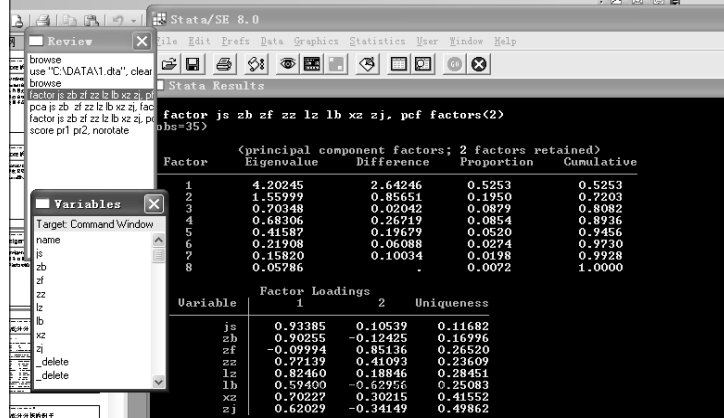 Stata/SE 8.0
File Edit Prefs Data Graphics Statistics User Window Help
Review
browse
use "C:\DATA\1.dta", clear
browse
factor js zb zf zz lz lb xz zj, pf
pca js zb zf zz lz lb xz zj, fac
factor js zb zf zz lz lb xz zj, pc
score pr1 pr2, norotate
Variables
Target: Command Window
name
js
zb
zf
zz
lz
lb
xz
zj
_delete
_delete
Stata Results
factor js zb zf zz lz lb xz zj, pcf factors(2)
obs=35)
(principal component factors; 2 factors retained)
Factor Eigenvalue Difference Proportion Cumulative
1 4.20245 2.64246 0.5253 0.5253
2 1.55999 0.85651 0.1950 0.7203
3 0.70348 0.02042 0.0879 0.8082
4 0.68306 0.26719 0.0854 0.8936
5 0.41587 0.19679 0.0520 0.9456
6 0.21908 0.06088 0.0274 0.9730
7 0.15820 0.10034 0.0198 0.9928
8 0.05786 . 0.0072 1.0000
Factor Loadings
Variable | 1 2 Uniqueness
js | 0.93385 0.10539 0.11682
zb | 0.90255 -0.12425 0.16996
zf | -0.09994 0.85136 0.26520
zz | 0.77139 0.41093 0.23609
lz | 0.82460 0.18846 0.28451
lb | 0.59400 -0.62956 0.25083
xz | 0.70227 0.30215 0.41552
zj | 0.62029 -0.34149 0.49862